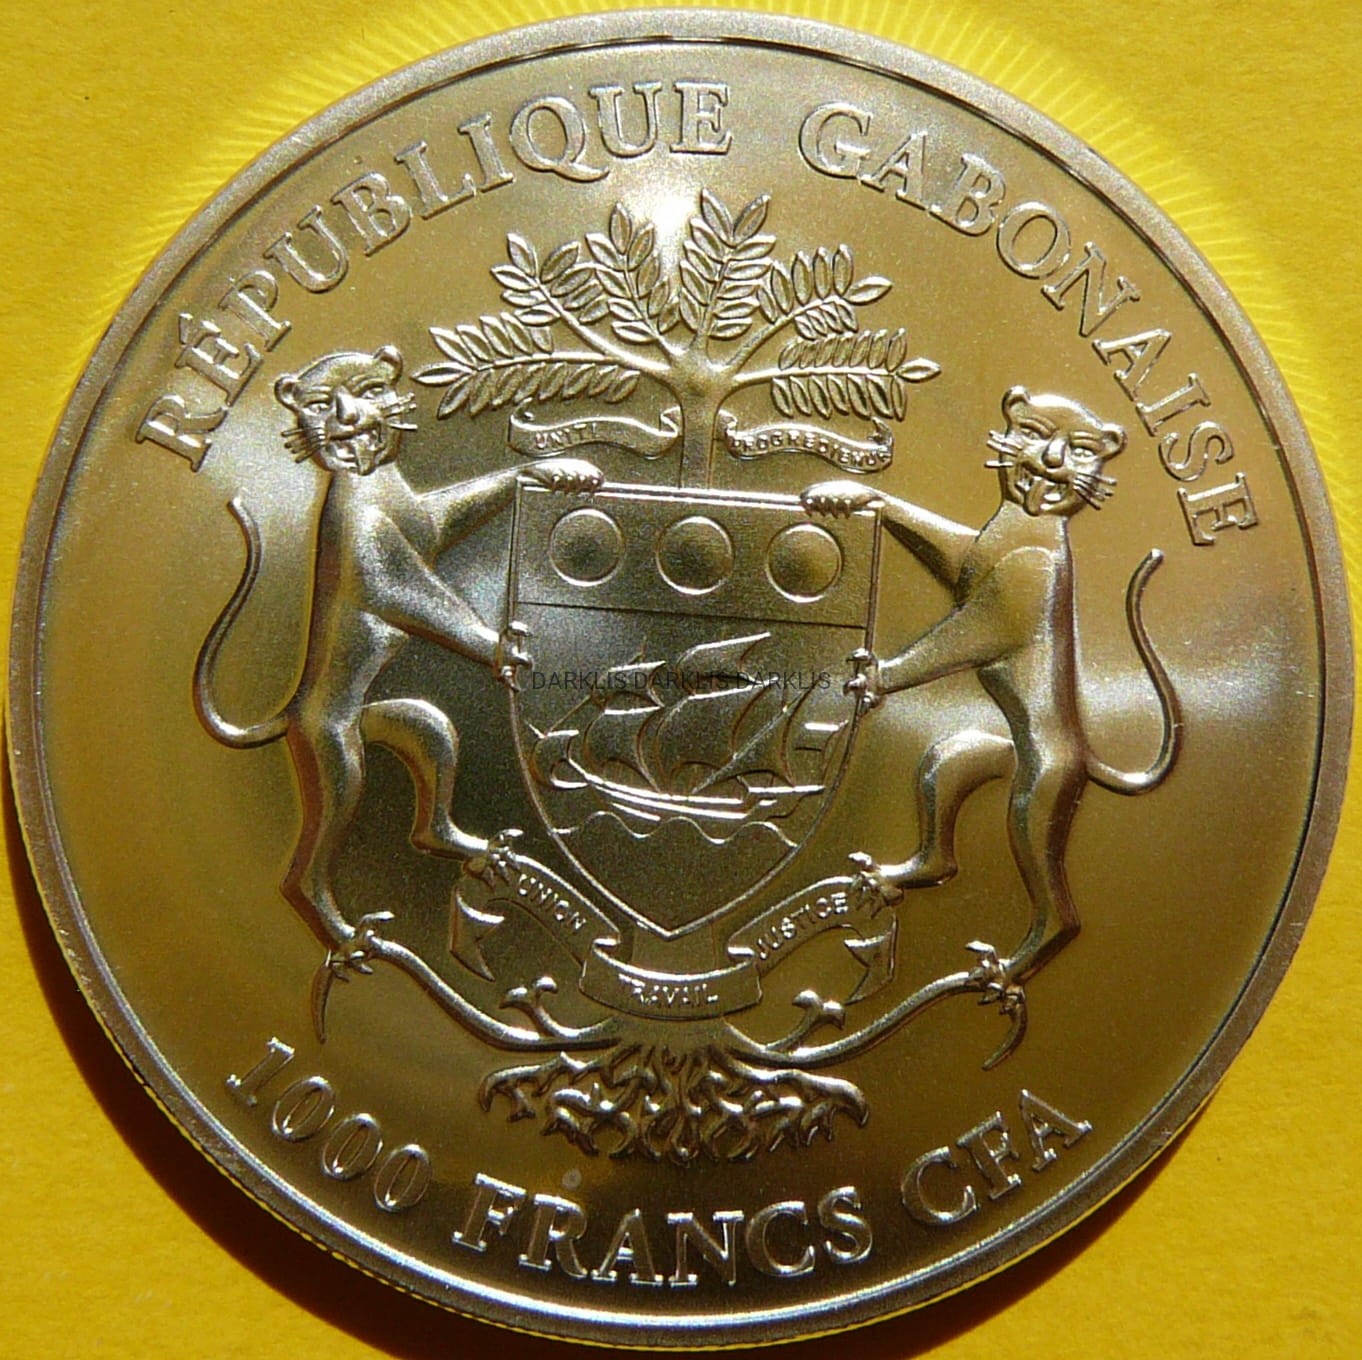 RÉPUBLIQUE GABONAISE
UNITI PROGREDIEMUR
DARKLIS DARKLIS DARKLIS
UNION TRAVAIL JUSTICE
1000 FRANCS CFA